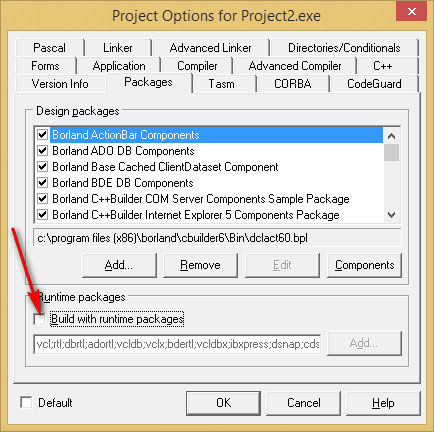 Project Options for Project2.exe
Pascal Linker Advanced Linker Directories/Conditionals
Forms Application Compiler Advanced Compiler C++
Version Info Packages Tasm CORBA CodeGuard
Design packages
Borland ActionBar Components
Borland ADO DB Components
Borland Base Cached ClientDataset Component
Borland BDE DB Components
Borland C++Builder COM Server Components Sample Package
Borland C++Builder Internet Explorer 5 Components Package
c:\program files (x86)\borland\cbuilder6\Bin\dclact60.bpl
Add... Remove Edit Components
Runtime packages
Build with runtime packages
vcl;rtl;dbrtl;adortl;vcldb;vclx;bdertl;vcldbx;ibxpress;dsnap;cds Add...
Default OK Cancel Help